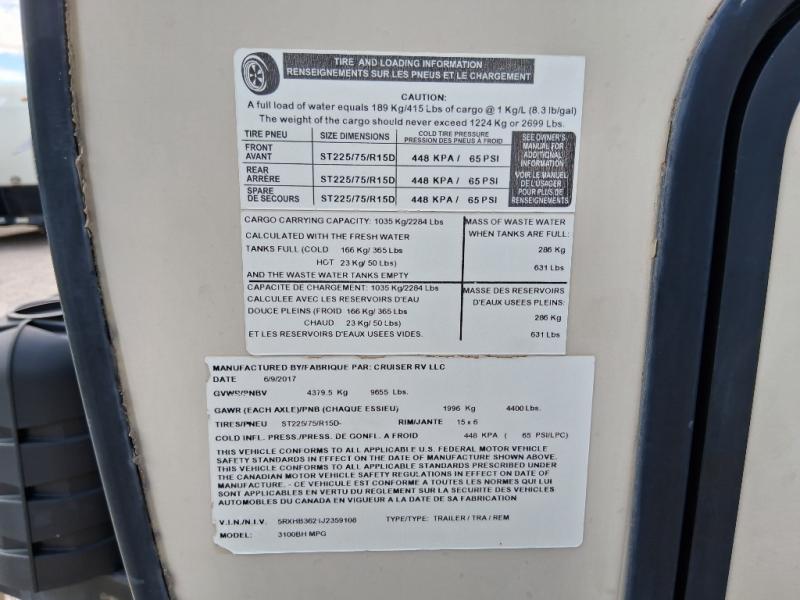 TIRE AND LOADING INFORMATION
RENSEIGNEMENTS SUR LES PNEUS ET LE CHARGEMENT
CAUTION:
A full load of water equals 189 Kg/415 Lbs of cargo @ 1 Kg/L (8.3 lb/gal)
The weight of the cargo should never exceed 1224 Kg or 2699 Lbs.
TIRE PNEU SIZE DIMENSIONS COLD TIRE PRESSURE
PRESSION DES PNEUS À FROID
FRONT
AVANT ST225/75/R15D 448 KPA / 65 PSI
REAR
ARRIÈRE ST225/75/R15D 448 KPA / 65 PSI
SPARE
DE SECOURS ST225/75/R15D 448 KPA / 65 PSI
SEE OWNER'S
MANUAL FOR
ADDITIONAL
INFORMATION
VOIR LE MANUEL
DE L'USAGER
POUR PLUS DE
RENSEIGNEMENTS
CARGO CARRYING CAPACITY: 1035 Kg/2284 Lbs
CALCULATED WITH THE FRESH WATER
TANKS FULL (COLD 166 Kg/ 365 Lbs
HOT 23 Kg/ 50 Lbs)
AND THE WASTE WATER TANKS EMPTY
MASS OF WASTE WATER
WHEN TANKS ARE FULL:
286 Kg
631 Lbs
CAPACITE DE CHARGEMENT: 1035 Kg/2284 Lbs
CALCULEE AVEC LES RESERVOIRS D'EAU
DOUCE PLEINS (FROID 166 Kg/ 365 Lbs
CHAUD 23 Kg/ 50 Lbs)
ET LES RESERVOIRS D'EAUX USEES VIDES.
MASSE DES RESERVOIRS
D'EAUX USEES PLEINS:
286 Kg
631 Lbs
MANUFACTURED BY/FABRIQUE PAR: CRUISER RV LLC
DATE 6/9/2017
GVWR/PNBV 4379.5 Kg 9655 Lbs.
GAWR (EACH AXLE)/PNB (CHAQUE ESSIEU) 1996 Kg 4400 Lbs.
TIRES/PNEU ST225/75/R15D- RIM/JANTE 15 x 6
COLD INFL. PRESS./PRESS. DE GONFL. A FROID 448 KPA ( 65 PSI/LPC)
THIS VEHICLE CONFORMS TO ALL APPLICABLE U.S. FEDERAL MOTOR VEHICLE
SAFETY STANDARDS IN EFFECT ON THE DATE OF MANUFACTURE SHOWN ABOVE.
THIS VEHICLE CONFORMS TO ALL APPLICABLE STANDARDS PRESCRIBED UNDER
THE CANADIAN MOTOR VEHICLE SAFETY REGULATIONS IN EFFECT ON DATE OF
MANUFACTURE. - CE VEHICULE EST CONFORME A TOUTES LES NORMES QUI LUI
SONT APPLICABLES EN VERTU DU REGLEMENT SUR LA SECURITE DES VEHICLES
AUTOMOBILES DU CANADA EN VIGUEUR A LA DATE DE SA FABRICATION
V.I.N./N.I.V. TYPE/TYPE: TRAILER / TRA / REM
MODEL: 3100BH MPG